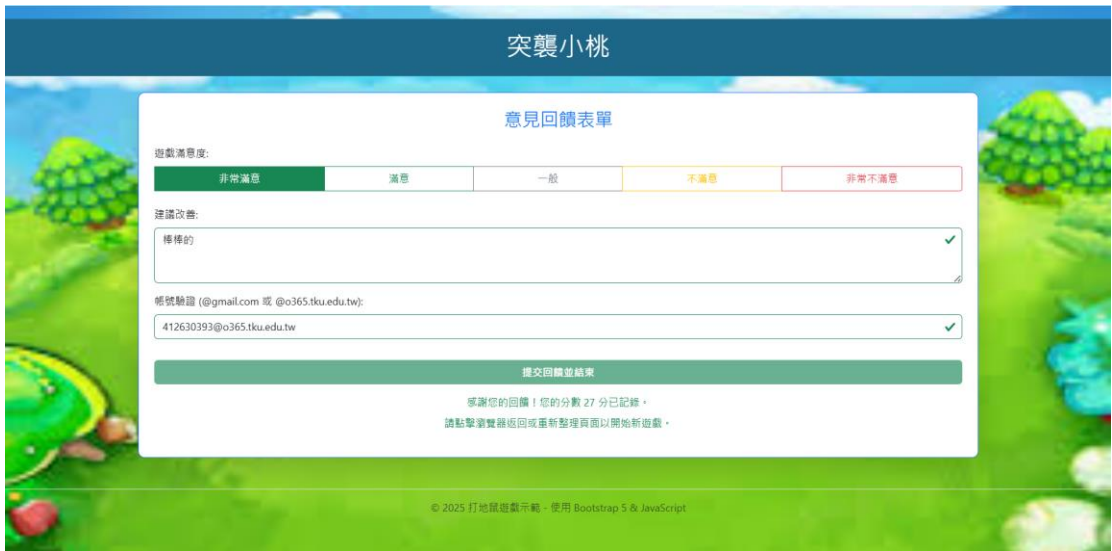 突襲小桃
意見回饋表單
遊戲滿意度:
非常滿意 滿意 一般 不滿意 非常不滿意
建議改善:
棒棒的
帳號驗證 (@gmail.com 或 @o365.tku.edu.tw):
412630393@o365.tku.edu.tw
提交回饋並結束
感謝您的回饋！您的分數 27 分已記錄。
請點擊瀏覽器返回或重新整理頁面以開始新遊戲。
© 2025 打地鼠遊戲示範 - 使用 Bootstrap 5 & JavaScript